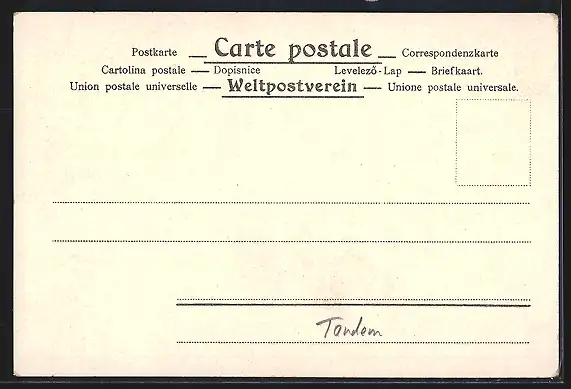 Postkarte — Carte postale — Correspondenzkarte
Cartolina postale — Dopisnice Levelező-Lap — Briefkaart.
Union postale universelle — Weltpostverein — Unione postale universale.
Tandem